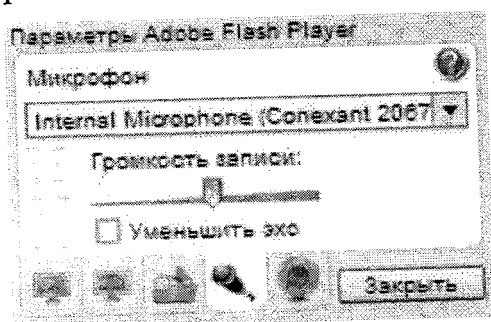 Параметры Adobe Flash Player
Микрофон
Internal Microphone (Conexant 2067
Громкость записи:
Уменьшить эхо
Закрыть